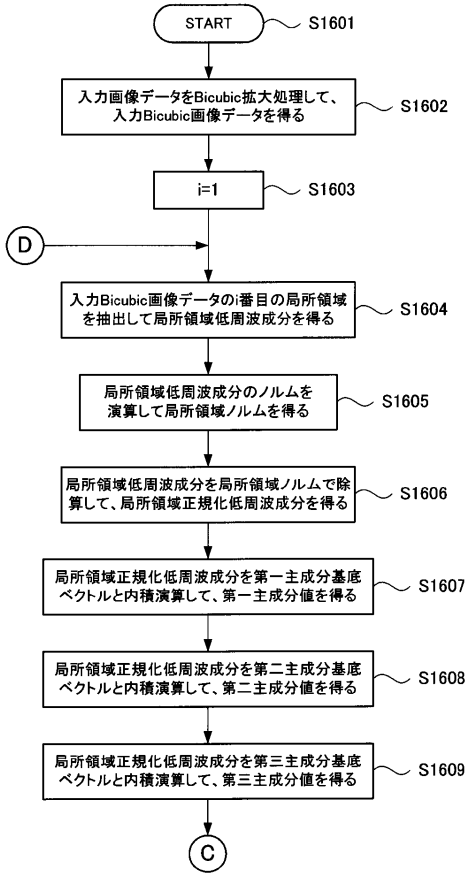 START
S1601
入力画像データをBicubic拡大処理して、
入力Bicubic画像データを得る
S1602
i=1
S1603
D
入力Bicubic画像データのi番目の局所領域
を抽出して局所領域低周波成分を得る
S1604
局所領域低周波成分のノルムを
演算して局所領域ノルムを得る
S1605
局所領域低周波成分を局所領域ノルムで除
算して、局所領域正規化低周波成分を得る
S1606
局所領域正規化低周波成分を第一主成分基底
ベクトルと内積演算して、第一主成分値を得る
S1607
局所領域正規化低周波成分を第二主成分基底
ベクトルと内積演算して、第二主成分値を得る
S1608
局所領域正規化低周波成分を第三主成分基底
ベクトルと内積演算して、第三主成分値を得る
S1609
C